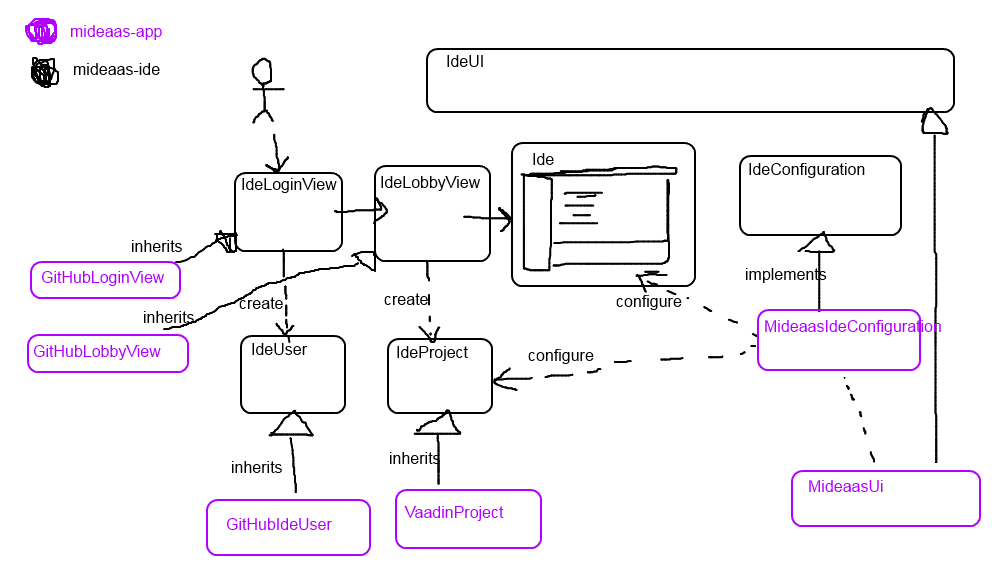 mideaas-app
mideaas-ide
IdeUI
Ide
IdeLoginView
IdeLobbyView
IdeConfiguration
inherits
GitHubLoginView
implements
create
create
configure
inherits
MideaasIdeConfiguration
GitHubLobbyView
IdeUser
IdeProject
configure
inherits
inherits
MideaasUi
GitHubIdeUser
VaadinProject